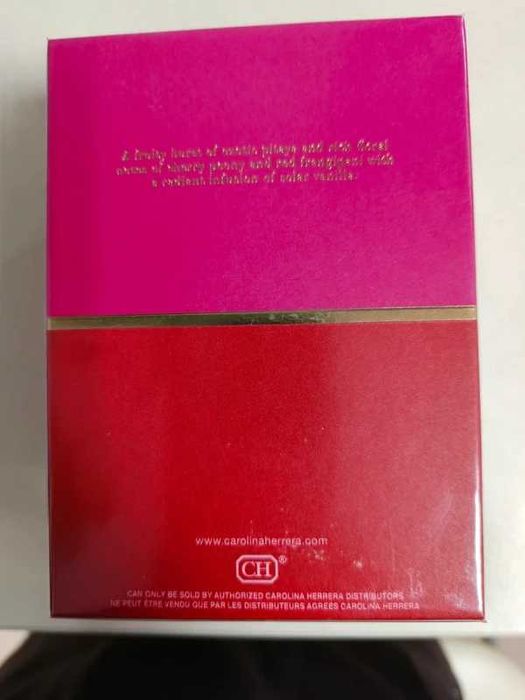 A fruity burst of exotic pitaya and rich floral
notes of cherry peony and red frangipani with
a radiant infusion of solar vanilla.
www.carolinaherrera.com
CH®
CAN ONLY BE SOLD BY AUTHORIZED CAROLINA HERRERA DISTRIBUTORS
NE PEUT ÊTRE VENDU QUE PAR LES DISTRIBUTEURS AGRÉÉS CAROLINA HERRERA